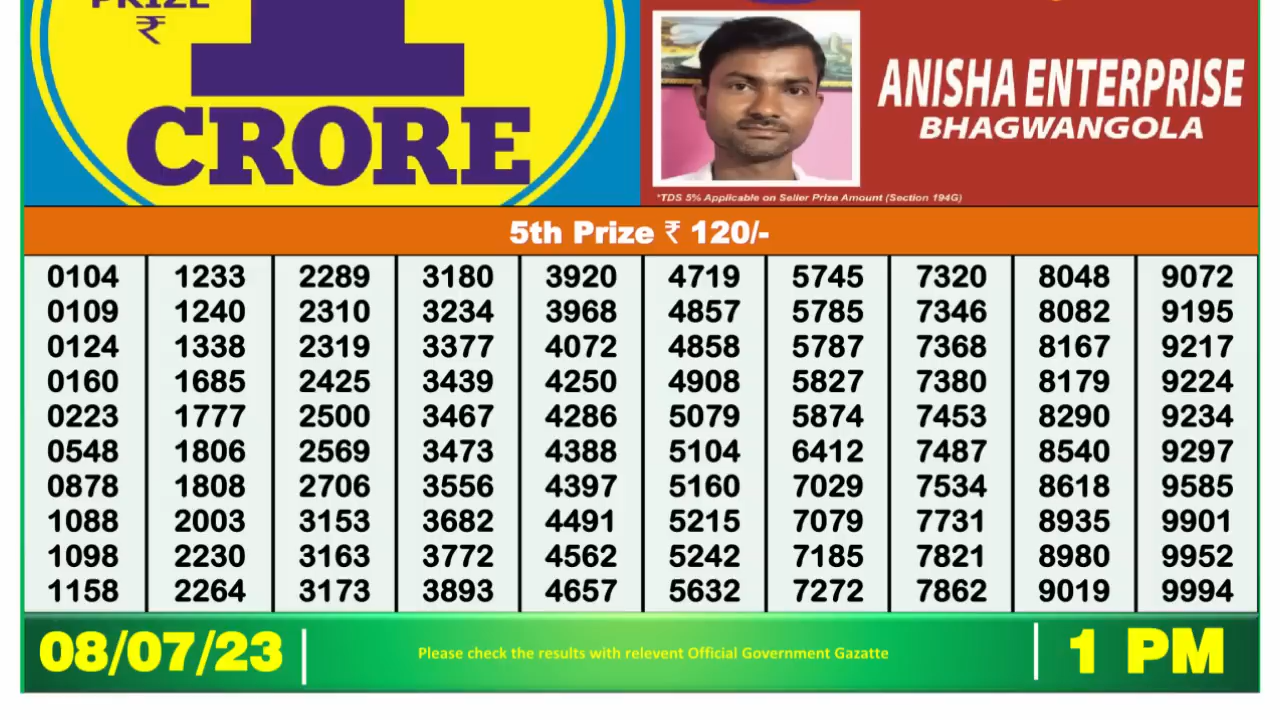 PRIZE
₹
1
CRORE
ANISHA ENTERPRISE
BHAGWANGOLA
*TDS 5% Applicable on Seller Prize Amount (Section 194G)
5th Prize ₹ 120/-
0104 1233 2289 3180 3920 4719 5745 7320 8048 9072
0109 1240 2310 3234 3968 4857 5785 7346 8082 9195
0124 1338 2319 3377 4072 4858 5787 7368 8167 9217
0160 1685 2425 3439 4250 4908 5827 7380 8179 9224
0223 1777 2500 3467 4286 5079 5874 7453 8290 9234
0548 1806 2569 3473 4388 5104 6412 7487 8540 9297
0878 1808 2706 3556 4397 5160 7029 7534 8618 9585
1088 2003 3153 3682 4491 5215 7079 7731 8935 9901
1098 2230 3163 3772 4562 5242 7185 7821 8980 9952
1158 2264 3173 3893 4657 5632 7272 7862 9019 9994
08/07/23
Please check the results with relevent Official Government Gazatte
1 PM